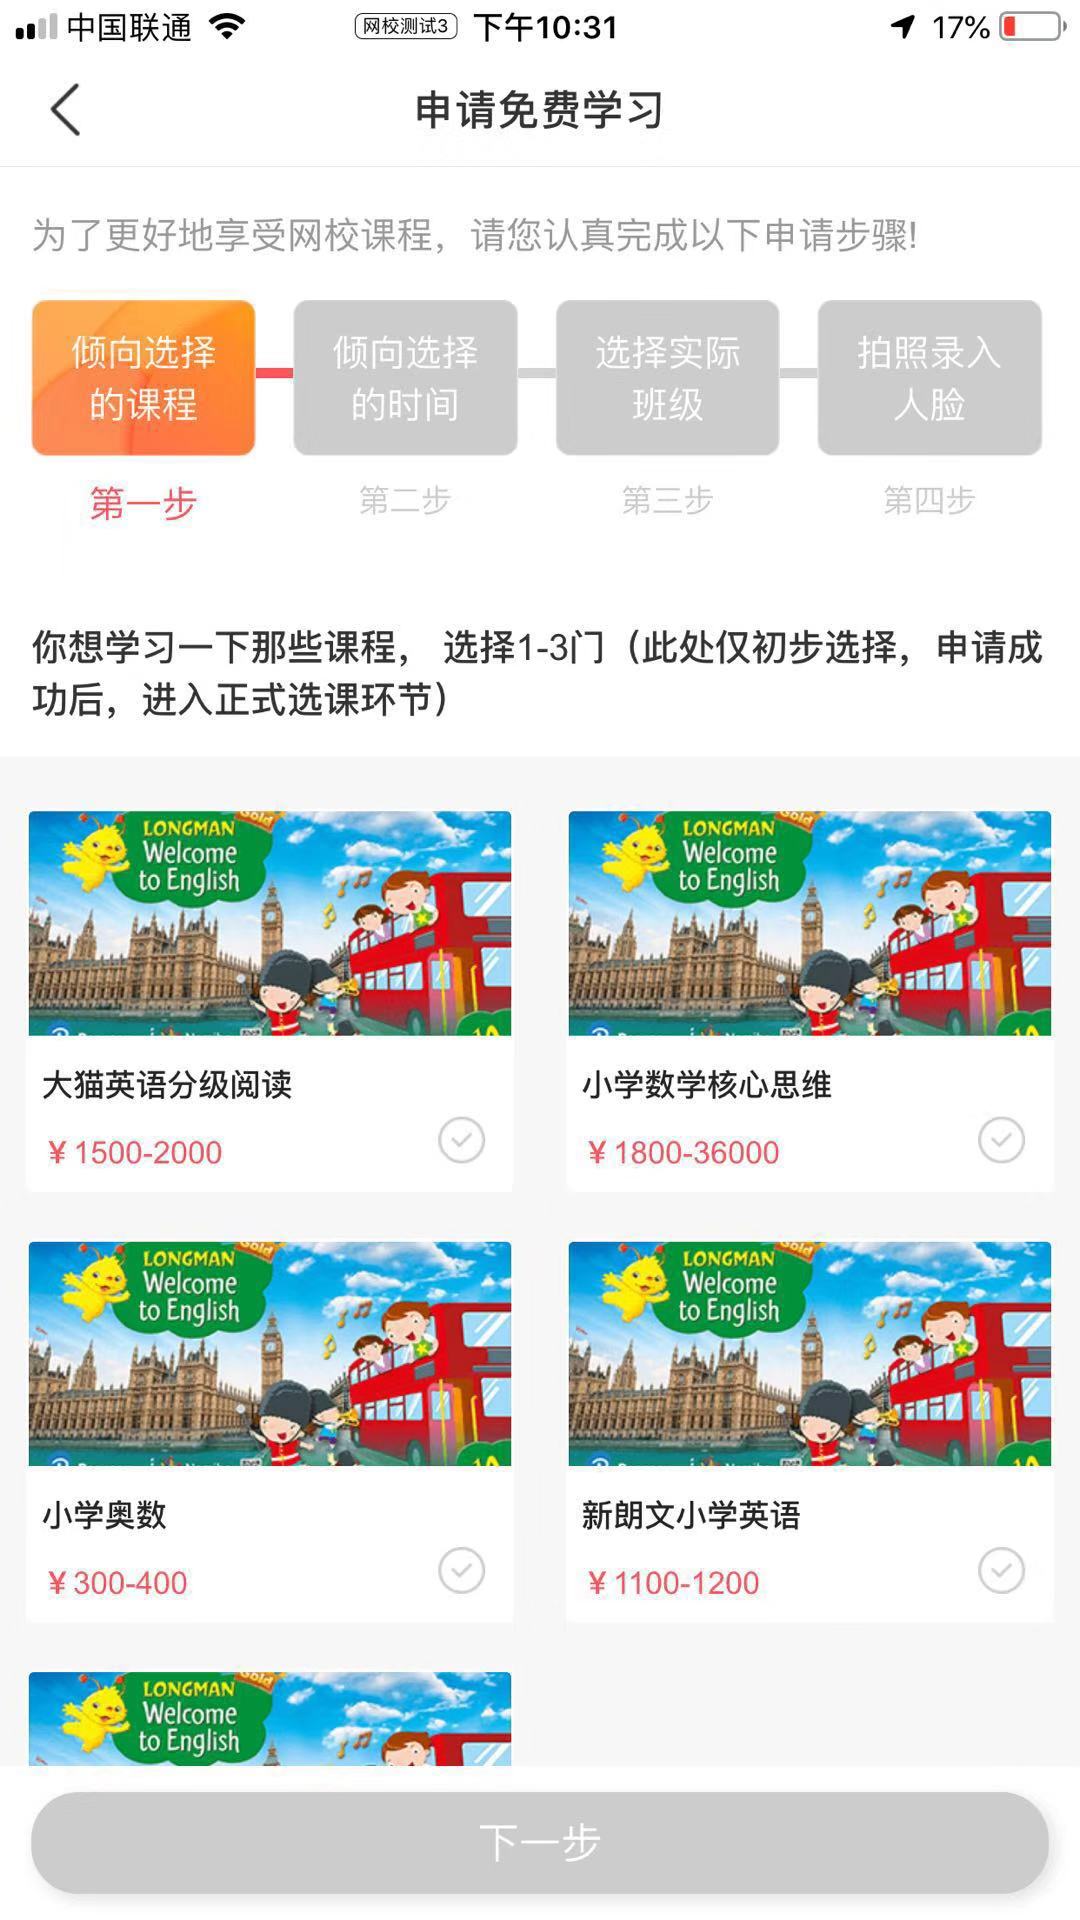 中国联通
网校测试3
下午10:31
17%
申请免费学习
为了更好地享受网校课程，请您认真完成以下申请步骤!
倾向选择
的课程
倾向选择
的时间
选择实际
班级
拍照录入
人脸
第一步
第二步
第三步
第四步
你想学习一下那些课程， 选择1-3门（此处仅初步选择，申请成
功后，进入正式选课环节）
LONGMAN
Gold
Welcome
to English
LONGMAN
Gold
Welcome
to English
大猫英语分级阅读
¥ 1500-2000
小学数学核心思维
¥ 1800-36000
LONGMAN
Gold
Welcome
to English
LONGMAN
Gold
Welcome
to English
小学奥数
¥ 300-400
新朗文小学英语
¥ 1100-1200
LONGMAN
Gold
Welcome
to English
下一步